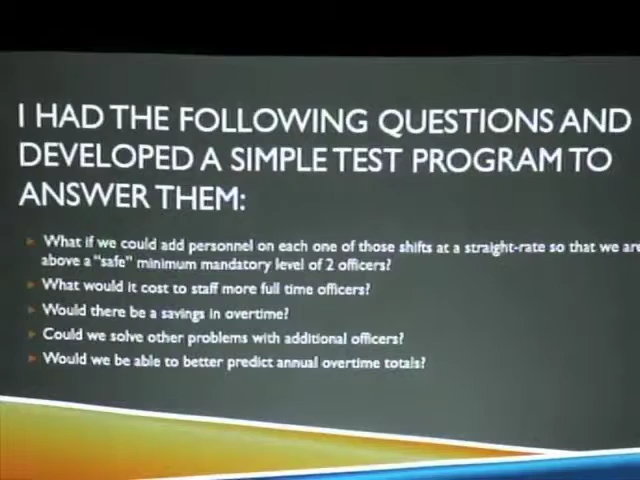 I HAD THE FOLLOWING QUESTIONS AND
DEVELOPED A SIMPLE TEST PROGRAM TO
ANSWER THEM:
What if we could add personnel on each one of those shifts at a straight-rate so that we are
above a "safe" minimum mandatory level of 2 officers?
What would it cost to staff more full time officers?
Would there be a savings in overtime?
Could we solve other problems with additional officers?
Would we be able to better predict annual overtime totals?